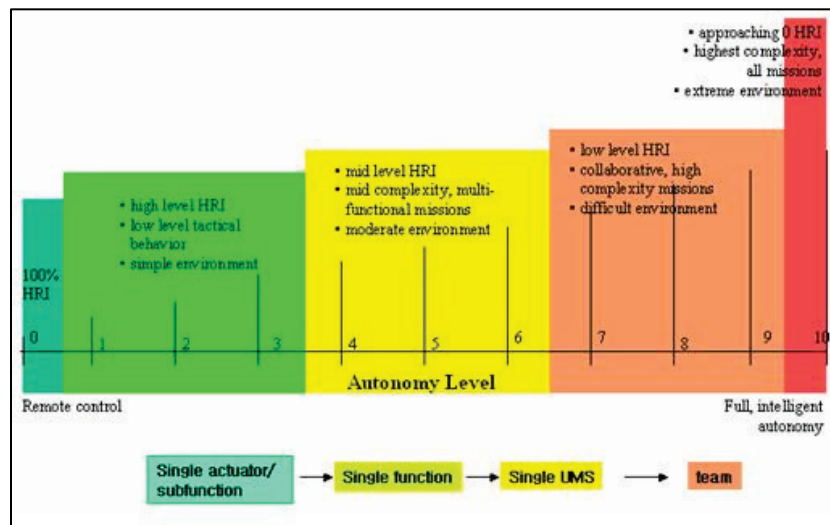 ▪ approaching 0 HRI
▪ highest complexity,
all missions
▪ extreme environment
▪ low level HRI
▪ collaborative, high
complexity missions
▪ difficult environment
▪ mid level HRI
▪ mid complexity, multi-
functional missions
▪ moderate environment
▪ high level HRI
▪ low level tactical
behavior
▪ simple environment
100%
HRI
0 1 2 3 4 5 6 7 8 9 10
Autonomy Level
Remote control
Full, intelligent
autonomy
Single actuator/
subfunction
Single function
Single UMS
team